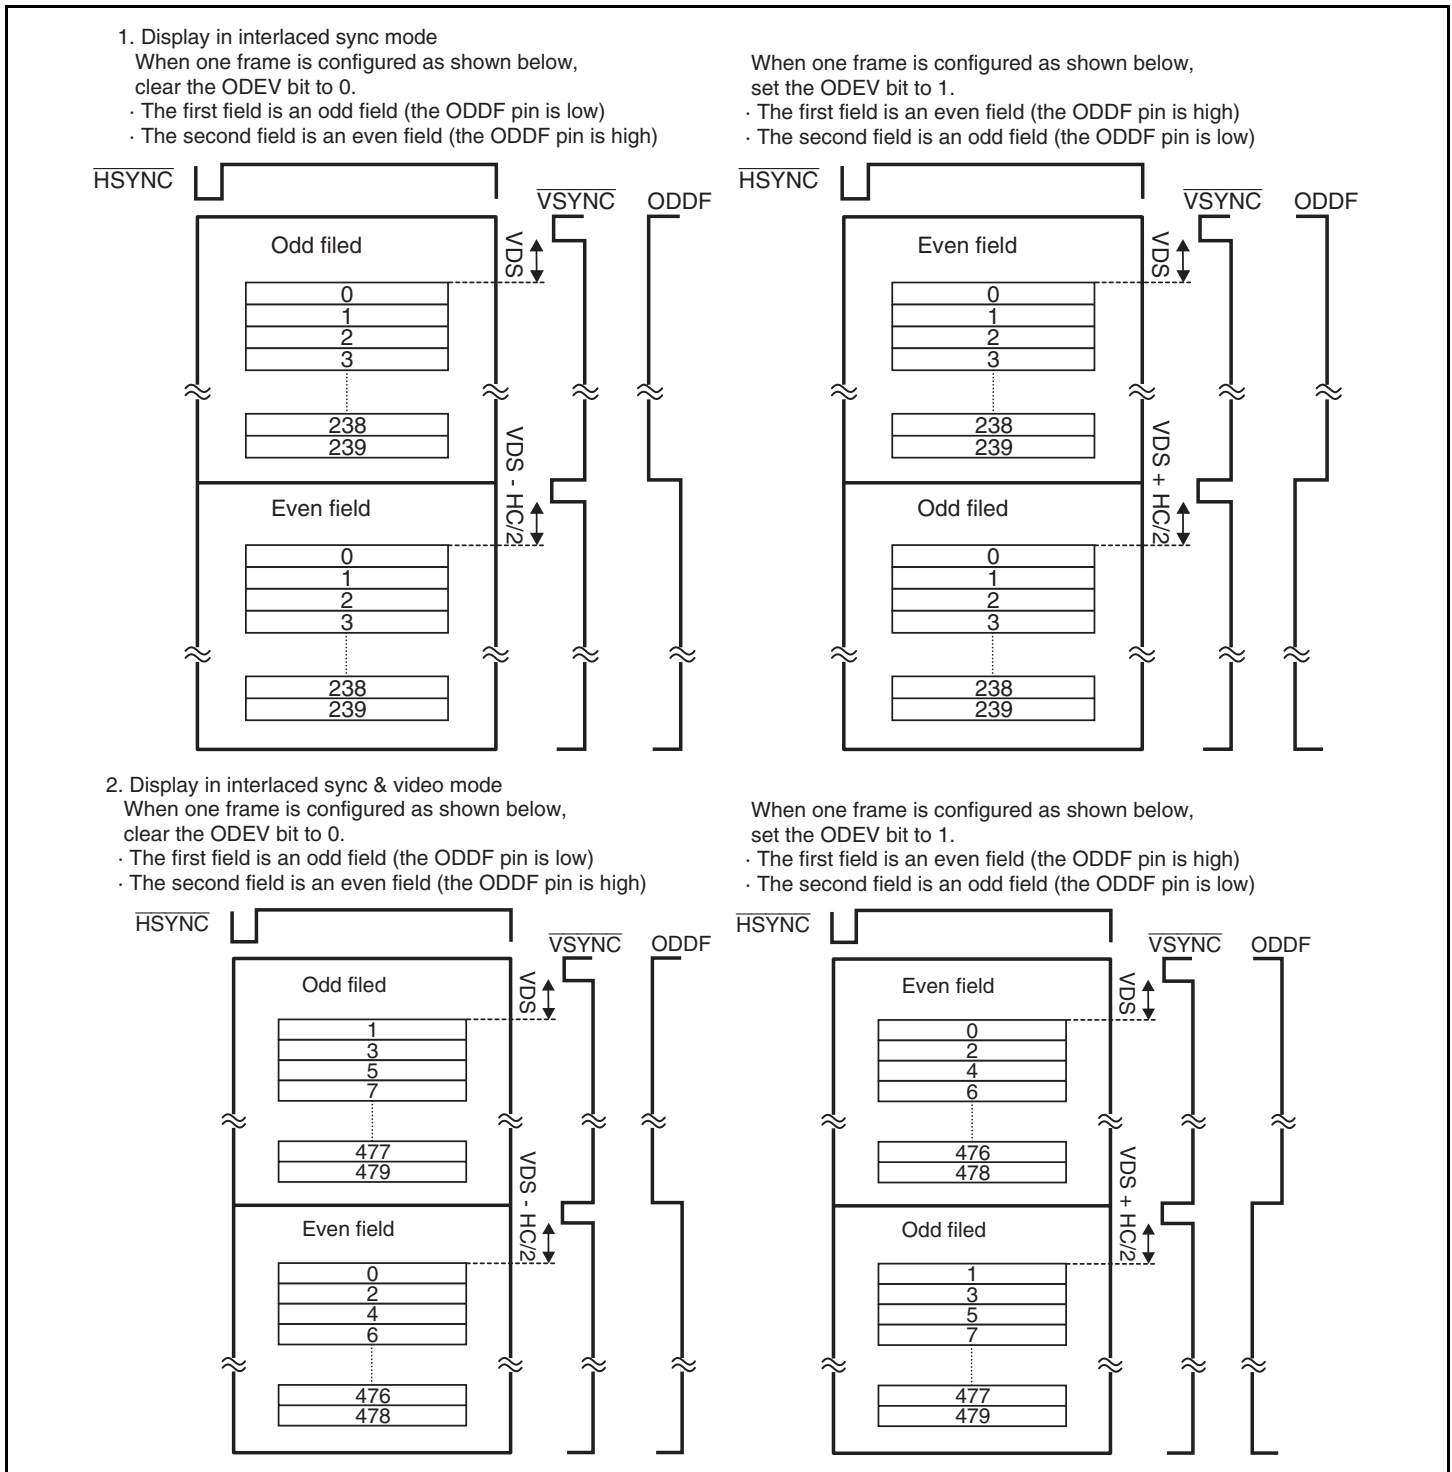 1. Display in interlaced sync mode
When one frame is configured as shown below,
clear the ODEV bit to 0.
· The first field is an odd field (the ODDF pin is low)
· The second field is an even field (the ODDF pin is high)
HSYNC
VSYNC
ODDF
Odd filed
VDS
0
1
2
3
238
239
VDS - HC/2
Even field
0
1
2
3
238
239
When one frame is configured as shown below,
set the ODEV bit to 1.
· The first field is an even field (the ODDF pin is high)
· The second field is an odd field (the ODDF pin is low)
HSYNC
VSYNC
ODDF
Even field
VDS
0
1
2
3
238
239
VDS + HC/2
Odd filed
0
1
2
3
238
239
2. Display in interlaced sync & video mode
When one frame is configured as shown below,
clear the ODEV bit to 0.
· The first field is an odd field (the ODDF pin is low)
· The second field is an even field (the ODDF pin is high)
HSYNC
VSYNC
ODDF
Odd filed
VDS
1
3
5
7
477
479
VDS - HC/2
Even field
0
2
4
6
476
478
When one frame is configured as shown below,
set the ODEV bit to 1.
· The first field is an even field (the ODDF pin is high)
· The second field is an odd field (the ODDF pin is low)
HSYNC
VSYNC
ODDF
Even field
VDS
0
2
4
6
476
478
VDS + HC/2
Odd filed
1
3
5
7
477
479